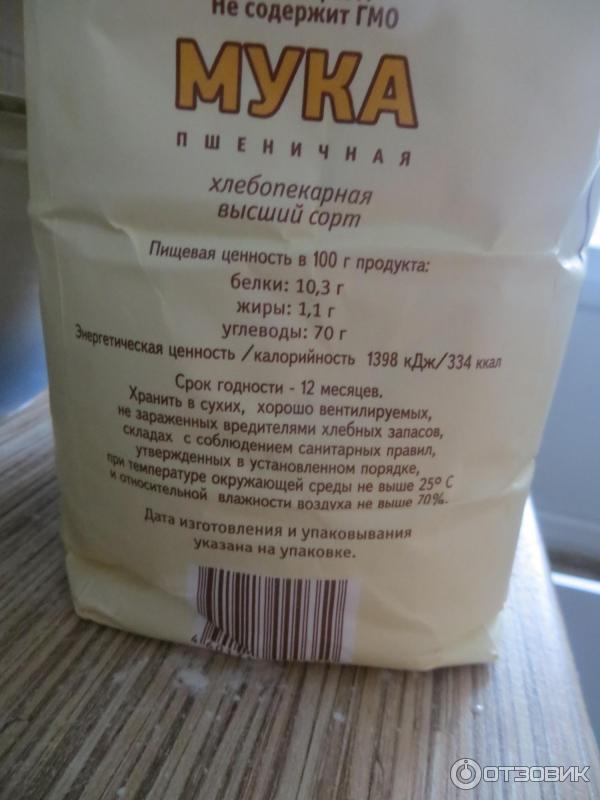 Не содержит ГМО
МУКА
ПШЕНИЧНАЯ
хлебопекарная
высший сорт
Пищевая ценность в 100 г продукта:
белки: 10,3 г
жиры: 1,1 г
углеводы: 70 г
Энергетическая ценность /калорийность 1398 кДж/334 ккал
Срок годности - 12 месяцев.
Хранить в сухих, хорошо вентилируемых,
не зараженных вредителями хлебных запасов,
складах с соблюдением санитарных правил,
утвержденных в установленном порядке,
при температуре окружающей среды не выше 25° С
и относительной влажности воздуха не выше 70%.
Дата изготовления и упаковывания
указана на упаковке.
ОТЗОВИК